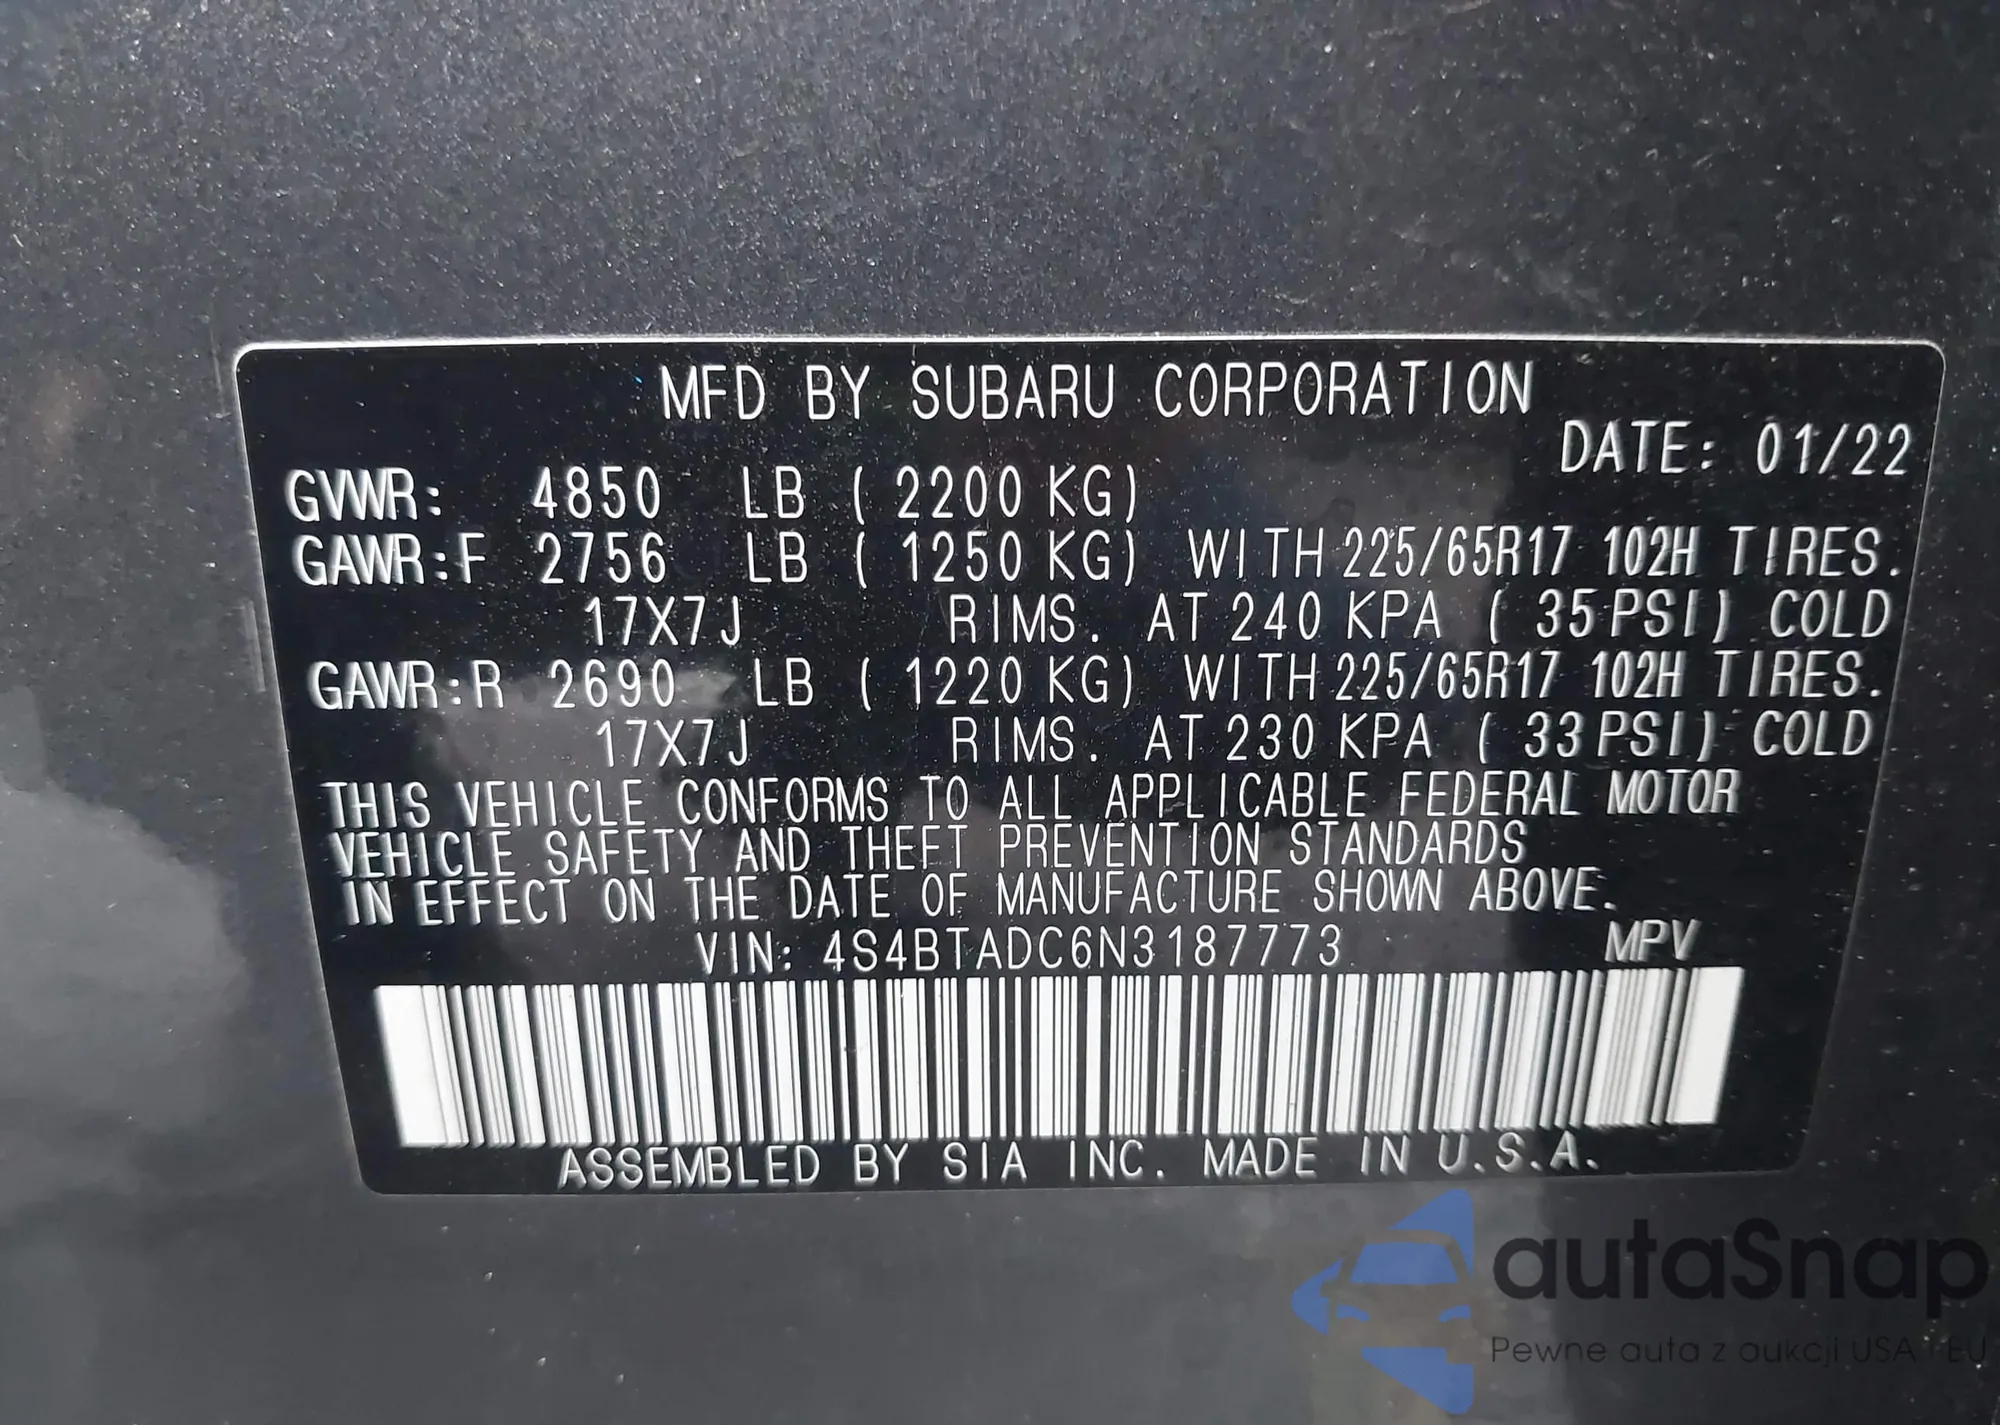 MFD BY SUBARU CORPORATION
DATE: 01/22
GVWR: 4850 LB ( 2200 KG)
GAWR:F 2756 LB ( 1250 KG) WITH 225/65R17 102H TIRES.
17X7J RIMS. AT 240 KPA ( 35 PSI) COLD
GAWR:R 2690 LB ( 1220 KG) WITH 225/65R17 102H TIRES.
17X7J RIMS. AT 230 KPA ( 33 PSI) COLD
THIS VEHICLE CONFORMS TO ALL APPLICABLE FEDERAL MOTOR
VEHICLE SAFETY AND THEFT PREVENTION STANDARDS
IN EFFECT ON THE DATE OF MANUFACTURE SHOWN ABOVE.
VIN: 4S4BTADC6N3187773 MPV
ASSEMBLED BY SIA INC. MADE IN U.S.A.
autaSnap
Pewne auta z aukcji USA i EU